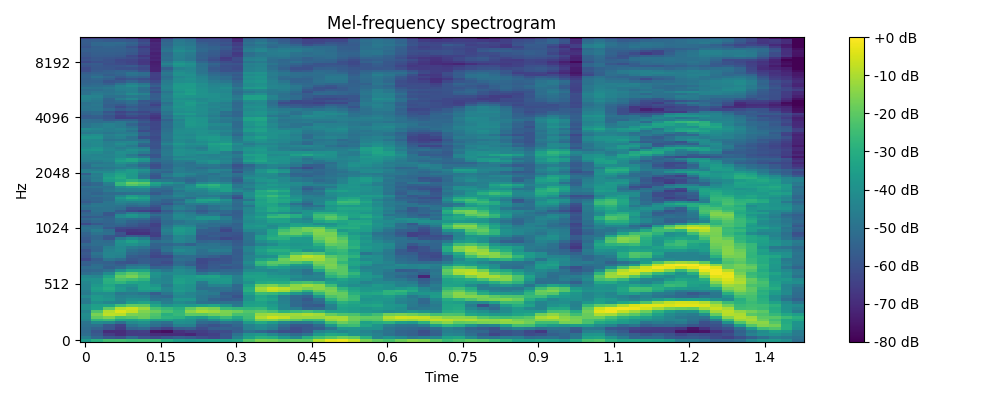 Mel-frequency spectrogram
Hz
8192
4096
2048
1024
512
0
0 0.15 0.3 0.45 0.6 0.75 0.9 1.1 1.2 1.4
Time
+0 dB
-10 dB
-20 dB
-30 dB
-40 dB
-50 dB
-60 dB
-70 dB
-80 dB